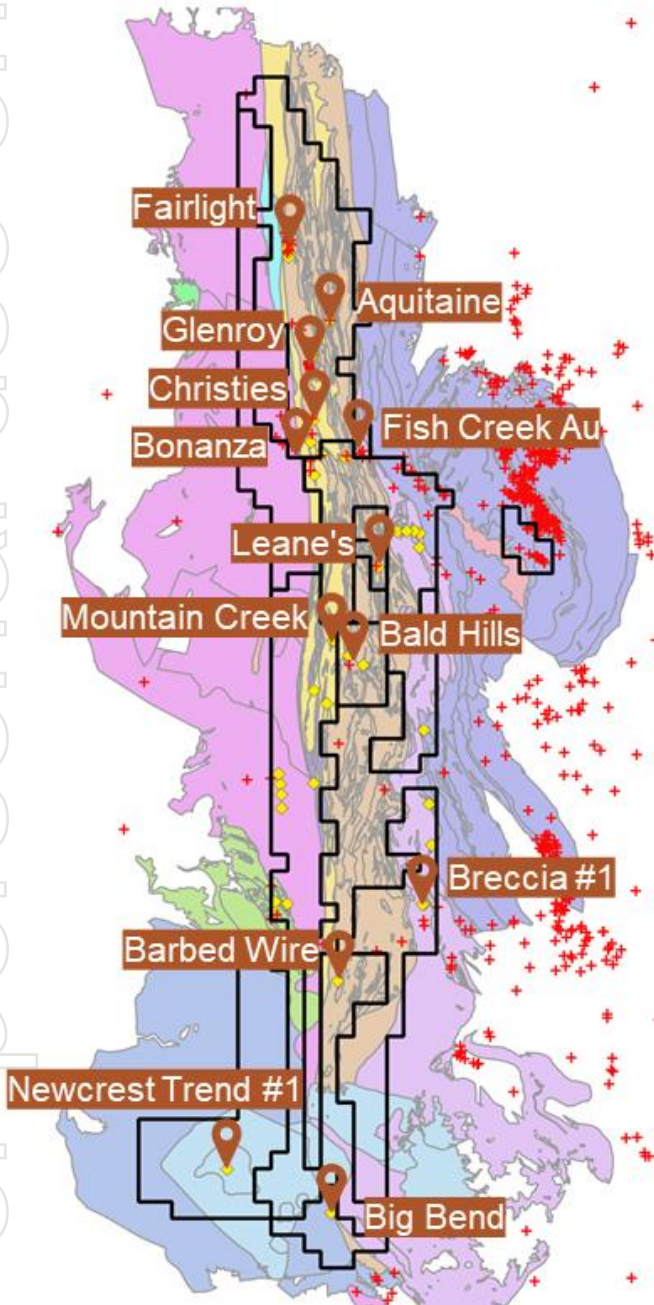 Fairlight
Aquitaine
Glenroy
Christies
Fish Creek Au
Bonanza
Leane's
Mountain Creek
Bald Hills
Breccia #1
Barbed Wire
Newcrest Trend #1
Big Bend